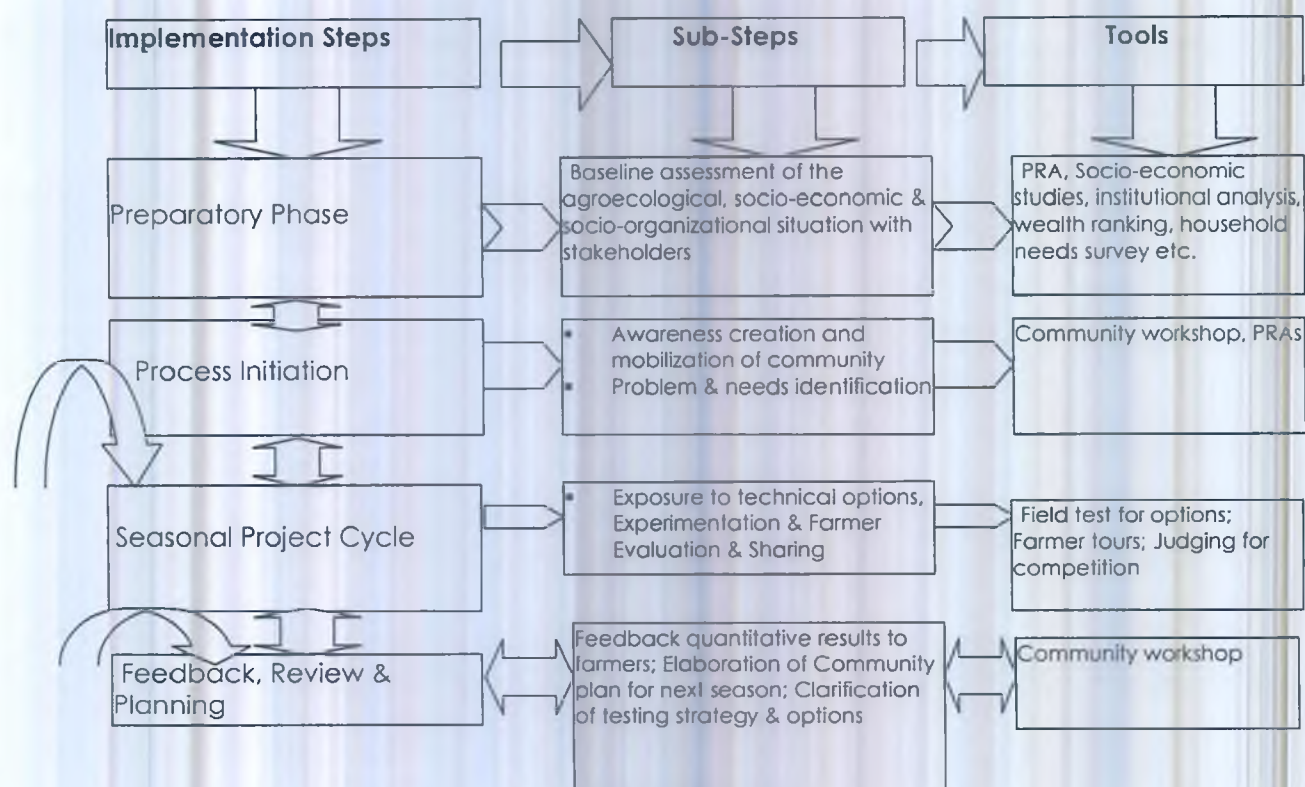 Implementation Steps
Sub-Steps
Tools
Preparatory Phase
Baseline assessment of the
agroecological, socio-economic &
socio-organizational situation with
stakeholders
PRA, Socio-economic
studies, institutional analysis,
wealth ranking, household
needs survey etc.
Process Initiation
▪ Awareness creation and
mobilization of community
▪ Problem & needs identification
Community workshop, PRAs
Seasonal Project Cycle
▪ Exposure to technical options,
Experimentation & Farmer
Evaluation & Sharing
Field test for options;
Farmer tours; Judging for
competition
Feedback, Review &
Planning
Feedback quantitative results to
farmers; Elaboration of Community
plan for next season; Clarification
of testing strategy & options
Community workshop